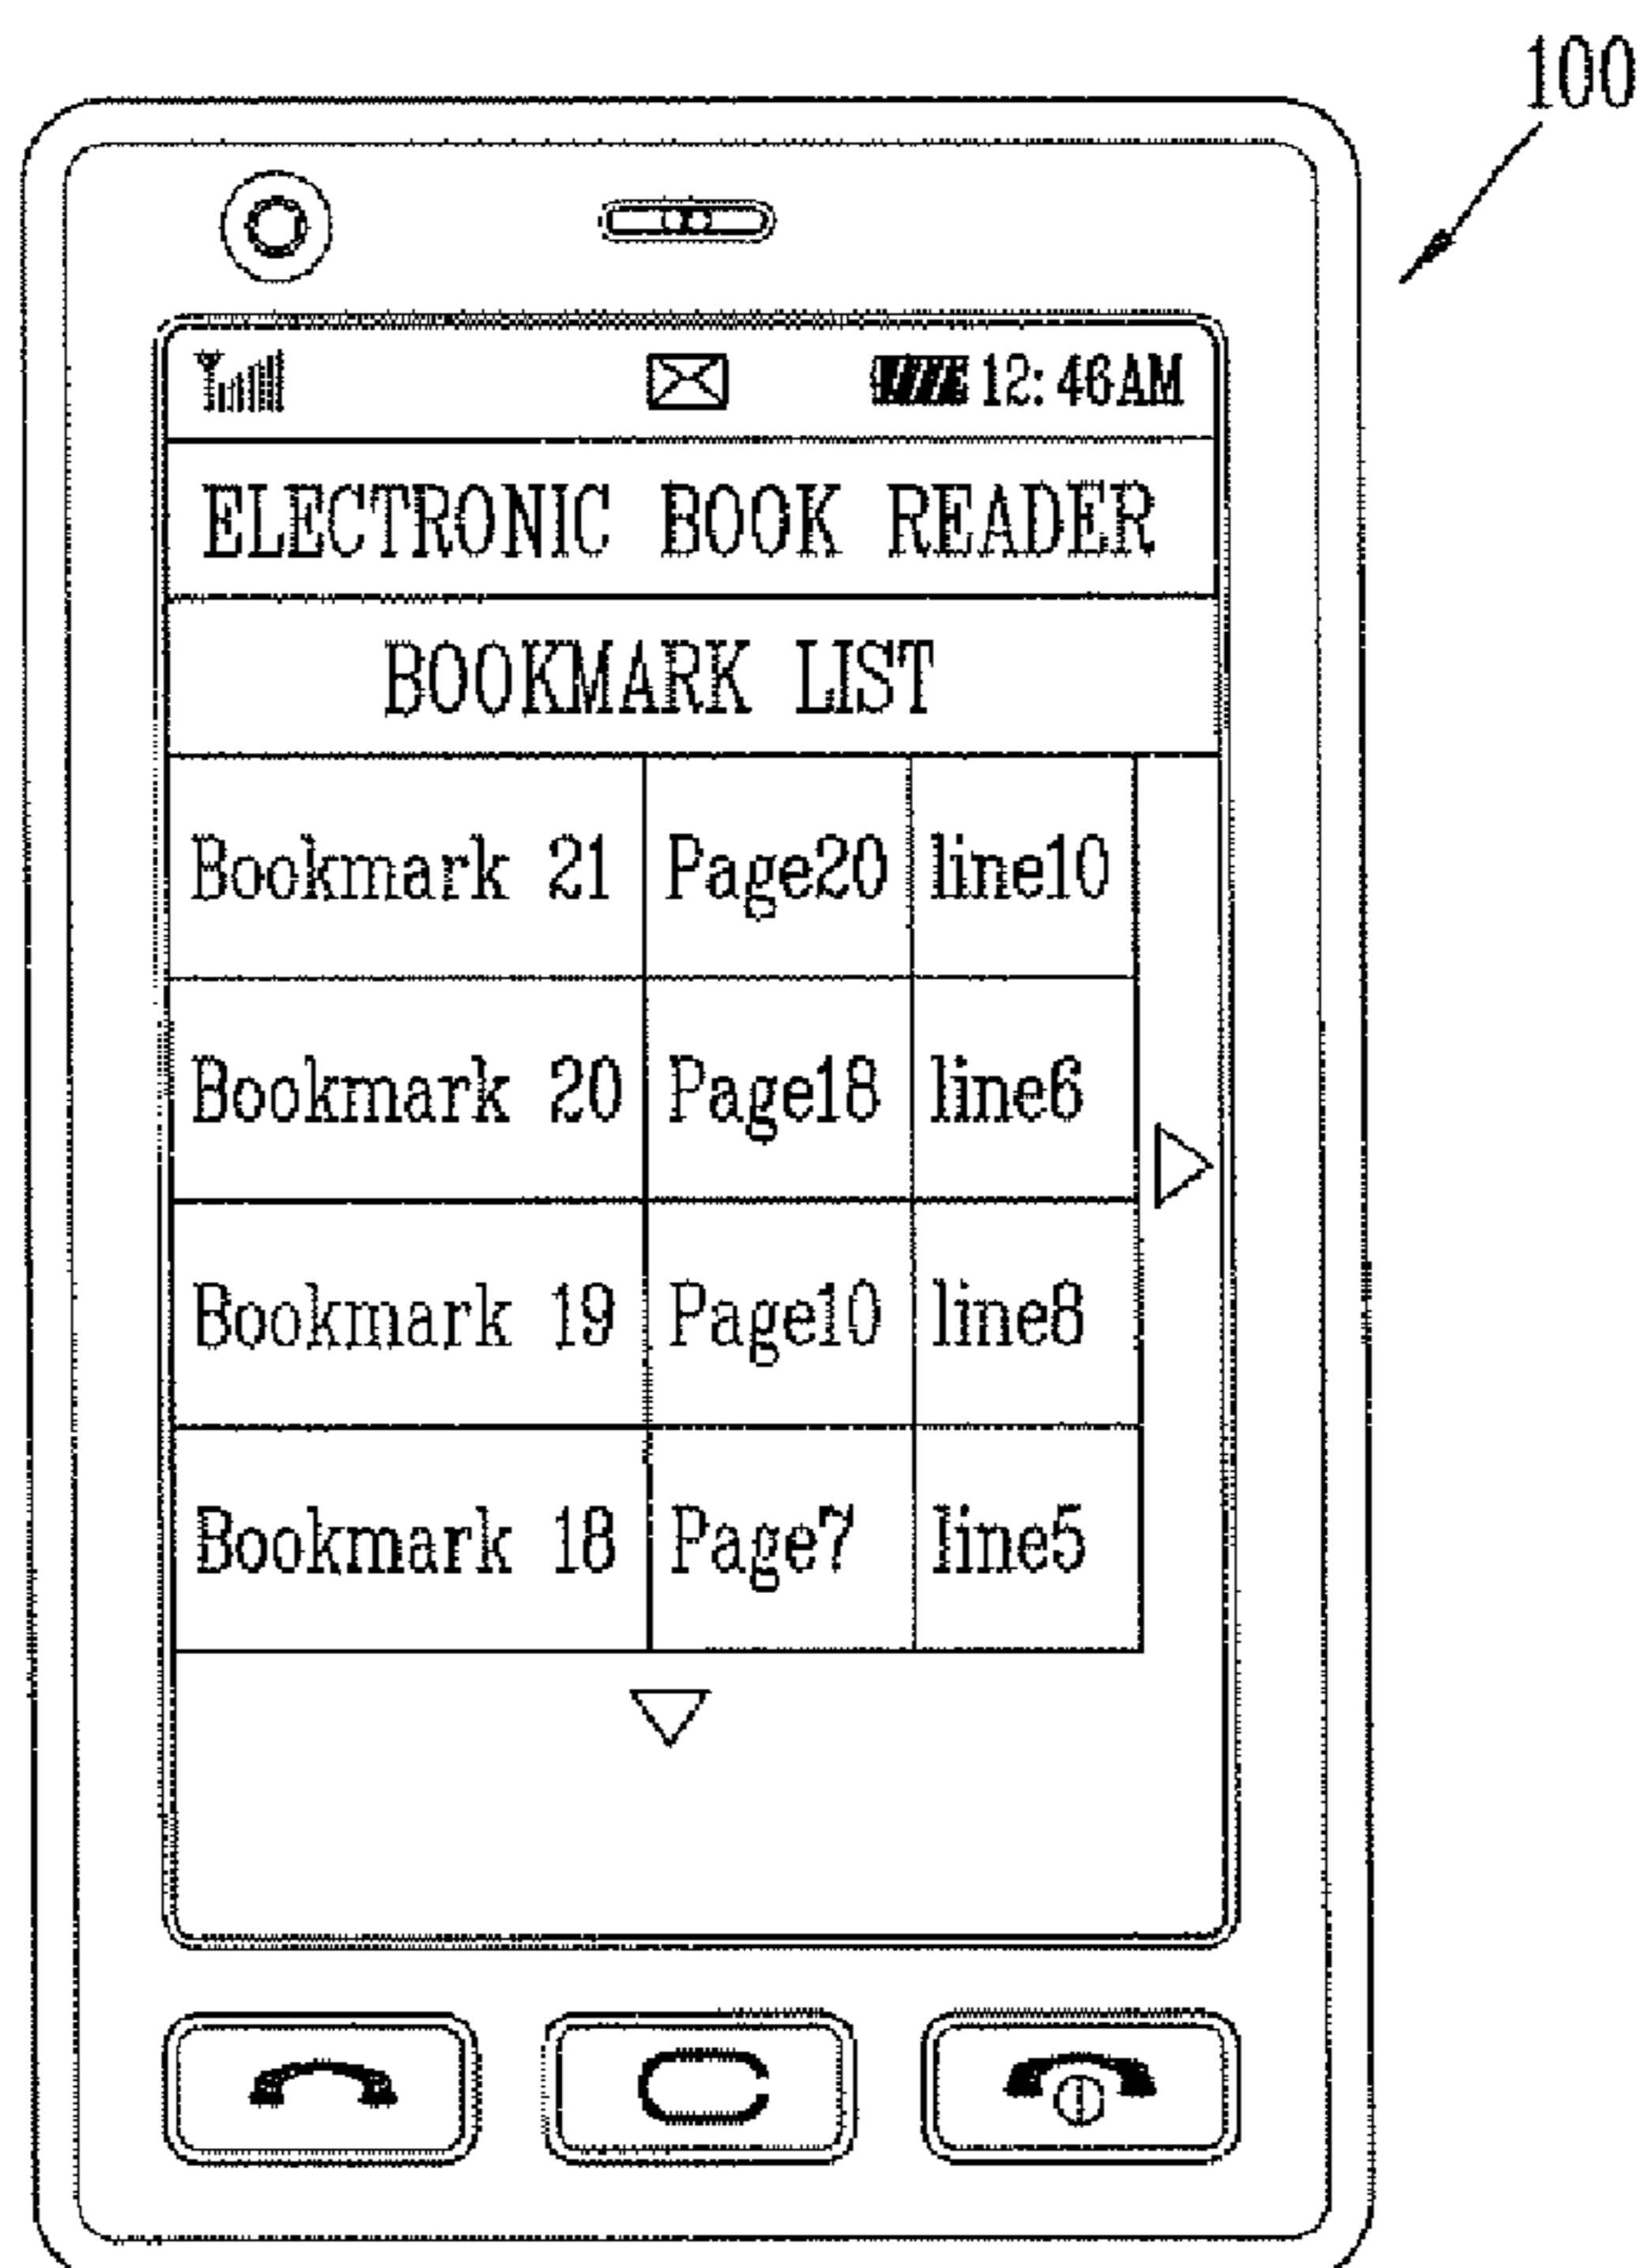 100
12:46AM
ELECTRONIC BOOK READER
BOOKMARK LIST
Bookmark 21 Page20 line10
Bookmark 20 Page18 line6
Bookmark 19 Page10 line8
Bookmark 18 Page7 line5